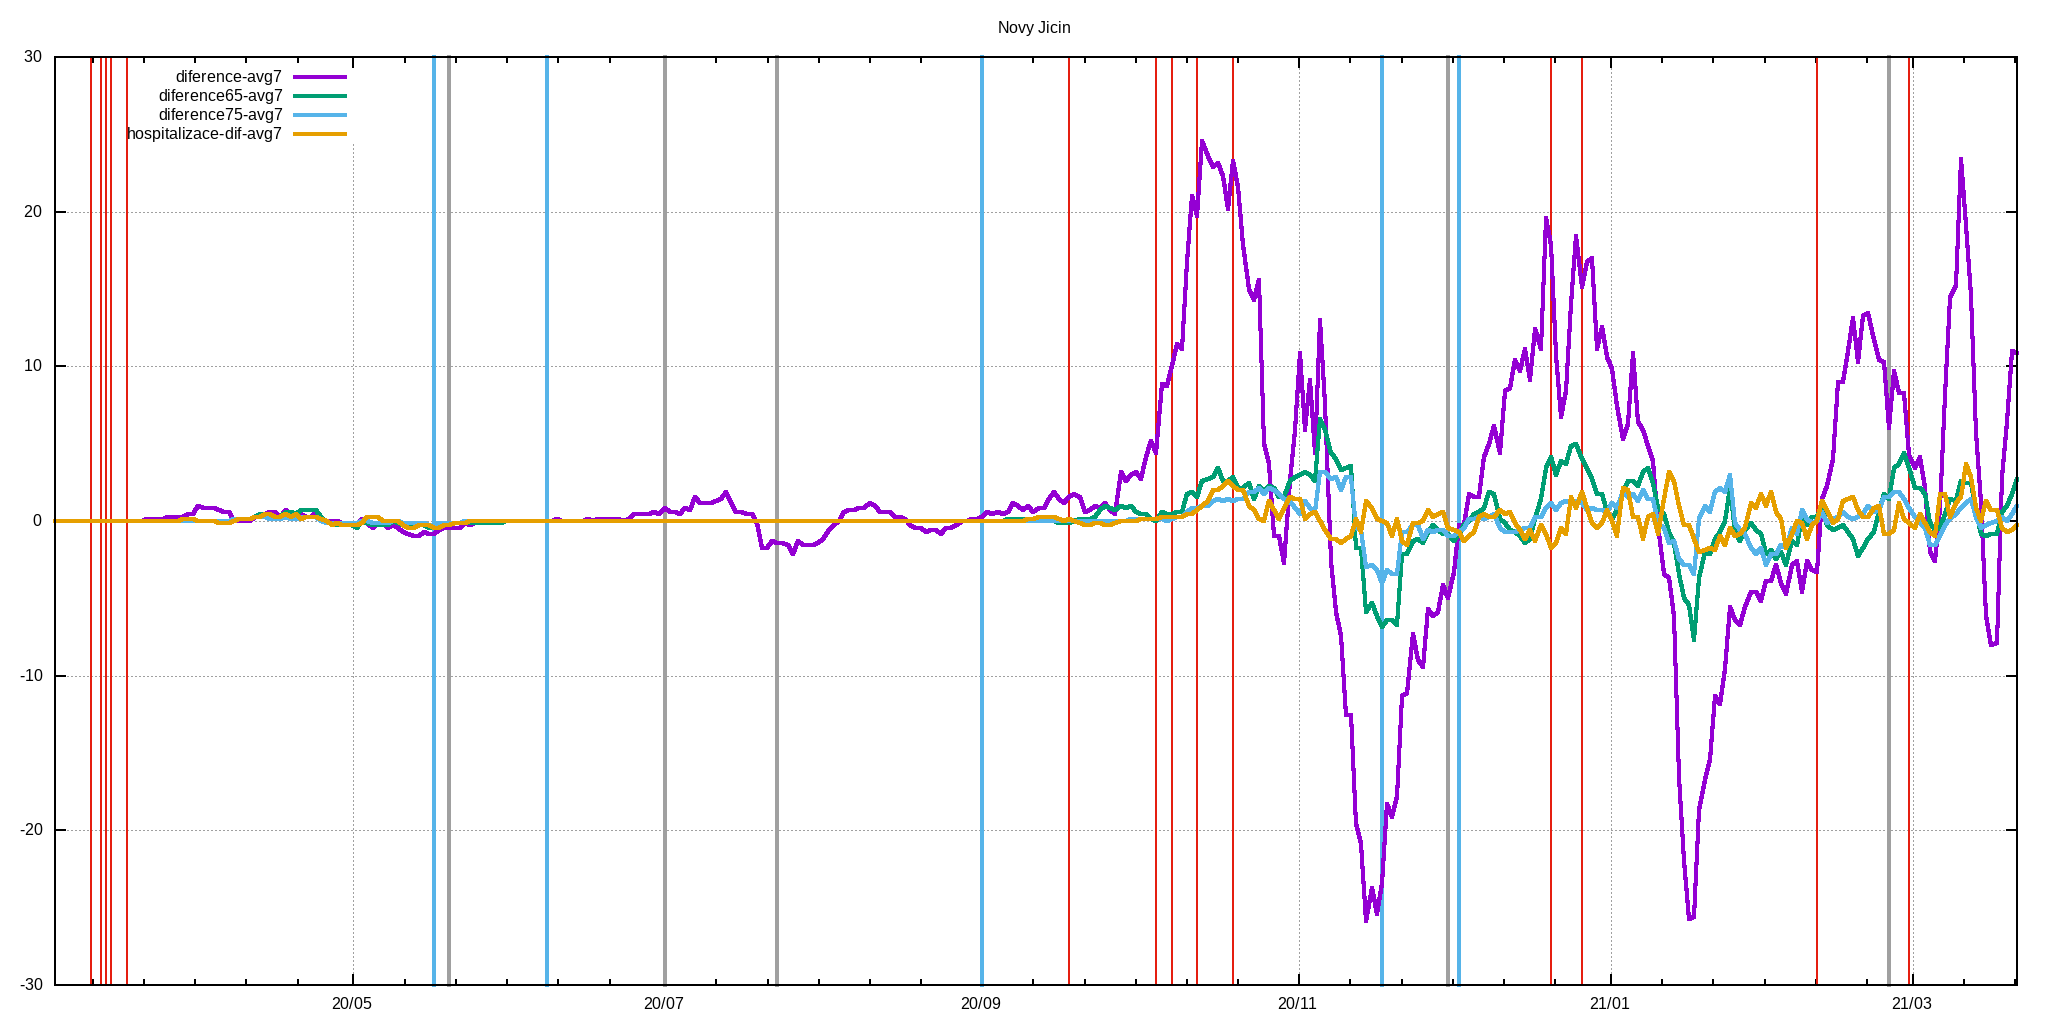 Novy Jicin
30
diference-avg7
diference65-avg7
diference75-avg7
hospitalizace-dif-avg7
20
10
0
-10
-20
-30
20/05
20/07
20/09
20/11
21/01
21/03